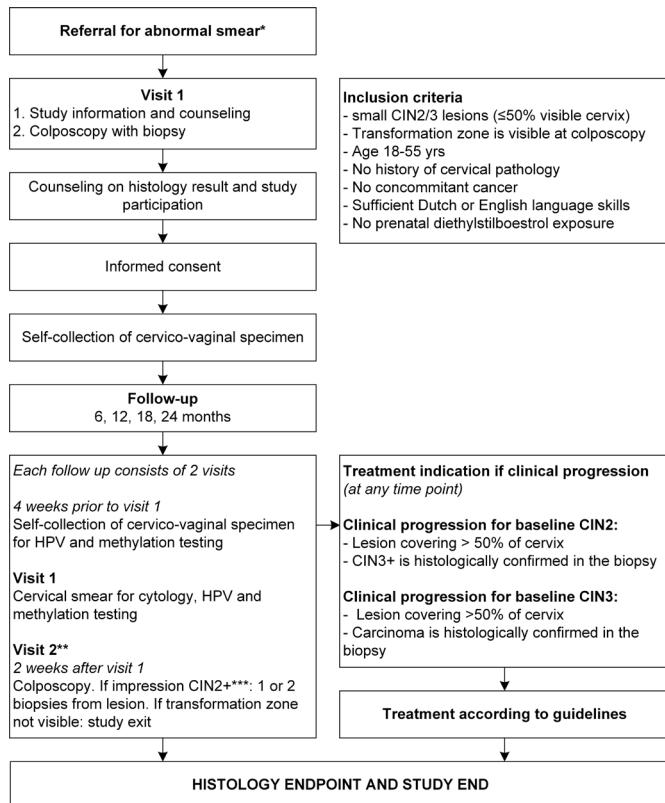 Referral for abnormal smear*
Visit 1
1. Study information and counseling
2. Colposcopy with biopsy
Counseling on histology result and study
participation
Informed consent
Self-collection of cervico-vaginal specimen
Follow-up
6, 12, 18, 24 months
Inclusion criteria
- small CIN2/3 lesions (≤50% visible cervix)
- Transformation zone is visible at colposcopy
- Age 18-55 yrs
- No history of cervical pathology
- No concommitant cancer
- Sufficient Dutch or English language skills
- No prenatal diethylstilboestrol exposure
Each follow up consists of 2 visits
4 weeks prior to visit 1
Self-collection of cervico-vaginal specimen
for HPV and methylation testing
Visit 1
Cervical smear for cytology, HPV and
methylation testing
Visit 2**
2 weeks after visit 1
Colposcopy. If impression CIN2+***: 1 or 2
biopsies from lesion. If transformation zone
not visible: study exit
Treatment indication if clinical progression
(at any time point)
Clinical progression for baseline CIN2:
- Lesion covering > 50% of cervix
- CIN3+ is histologically confirmed in the biopsy
Clinical progression for baseline CIN3:
- Lesion covering >50% of cervix
- Carcinoma is histologically confirmed in the
biopsy
Treatment according to guidelines
HISTOLOGY ENDPOINT AND STUDY END